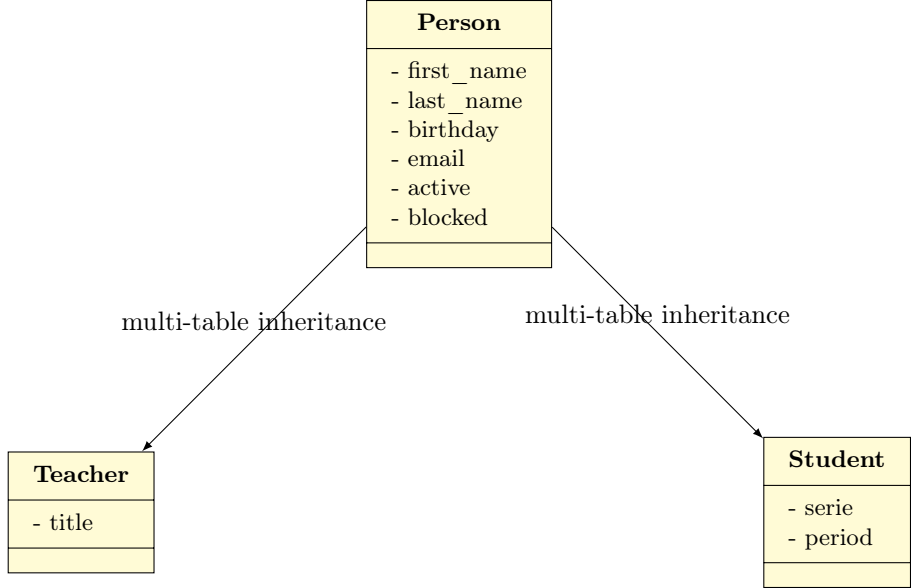 Person
- first_name
- last_name
- birthday
- email
- active
- blocked
multi-table inheritance
multi-table inheritance
Teacher
- title
Student
- serie
- period